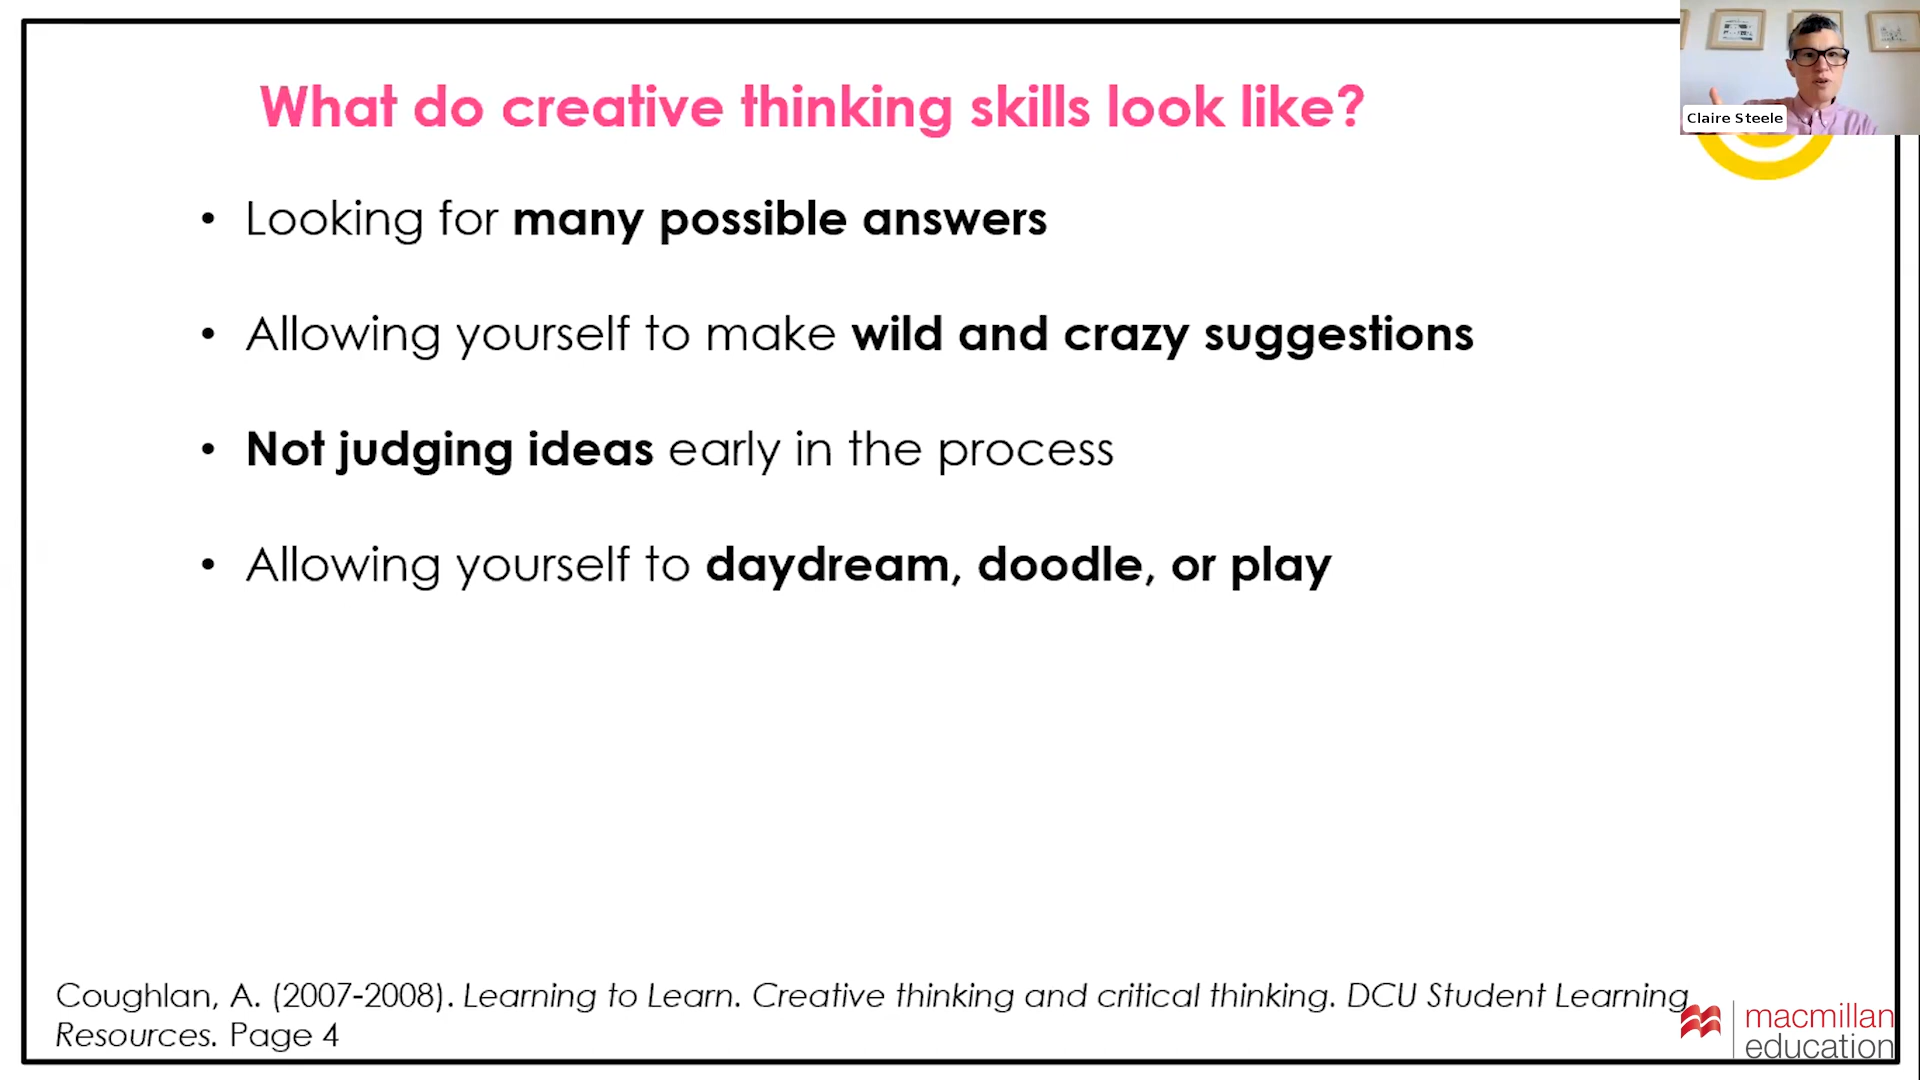 What do creative thinking skills look like?
Claire Steele
• Looking for many possible answers
• Allowing yourself to make wild and crazy suggestions
• Not judging ideas early in the process
• Allowing yourself to daydream, doodle, or play
Coughlan, A. (2007-2008). Learning to Learn. Creative thinking and critical thinking. DCU Student Learning
Resources. Page 4
macmillan
education